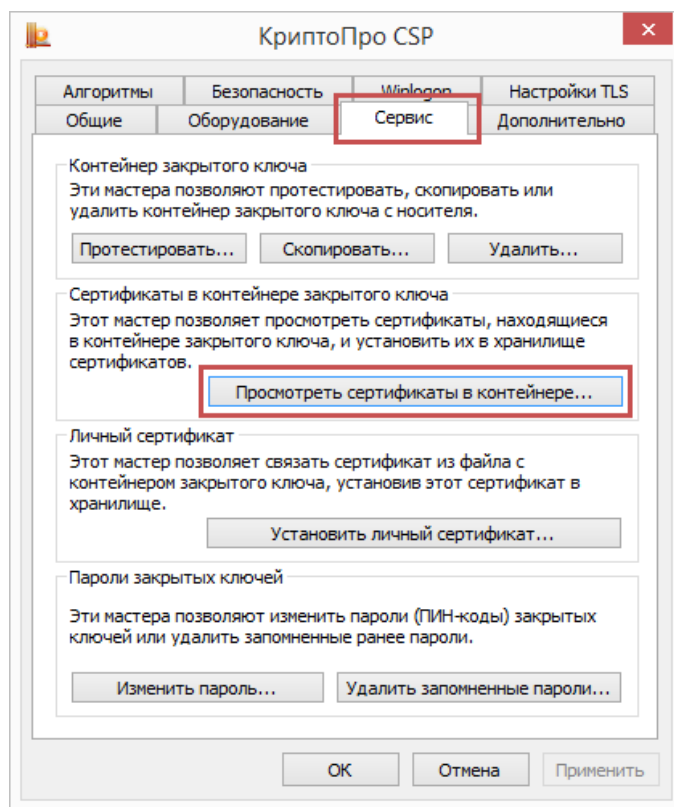 КриптоПро CSP
Алгоритмы Безопасность Winlogon Настройки TLS
Общие Оборудование Сервис Дополнительно
Контейнер закрытого ключа
Эти мастера позволяют протестировать, скопировать или
удалить контейнер закрытого ключа с носителя.
Протестировать... Скопировать... Удалить...
Сертификаты в контейнере закрытого ключа
Этот мастер позволяет просмотреть сертификаты, находящиеся
в контейнере закрытого ключа, и установить их в хранилище
сертификатов.
Просмотреть сертификаты в контейнере...
Личный сертификат
Этот мастер позволяет связать сертификат из файла с
контейнером закрытого ключа, установив этот сертификат в
хранилище.
Установить личный сертификат...
Пароли закрытых ключей
Эти мастера позволяют изменить пароли (ПИН-коды) закрытых
ключей или удалить запомненные ранее пароли.
Изменить пароль... Удалить запомненные пароли...
ОК Отмена Применить